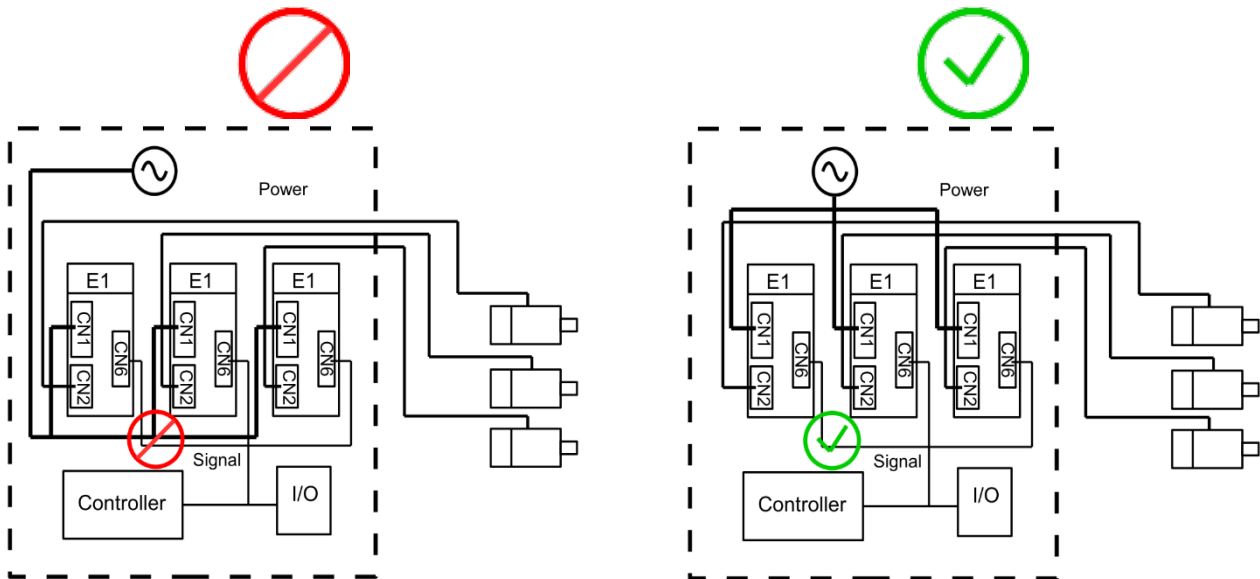 Power
E1
E1
E1
CN1
CN6
CN2
CN1
CN6
CN2
CN1
CN6
CN2
Signal
Controller
I/O
Power
E1
E1
E1
CN1
CN6
CN2
CN1
CN6
CN2
CN1
CN6
CN2
Signal
Controller
I/O